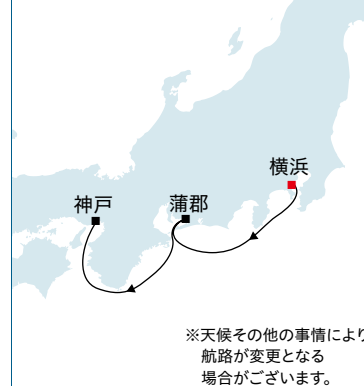 横浜
神戸
蒲郡
※天候その他の事情により
航路が変更となる
場合がございます。